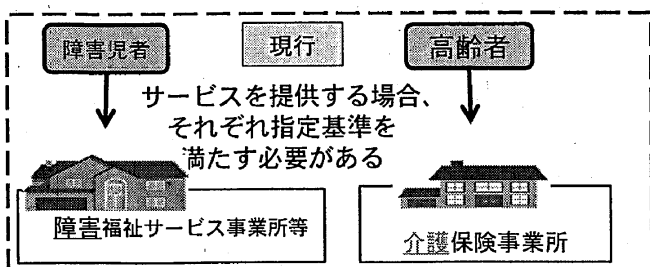 障害児者
現行
高齢者
サービスを提供する場合、
それぞれ指定基準を
満たす必要がある
障害福祉サービス事業所等
介護保険事業所